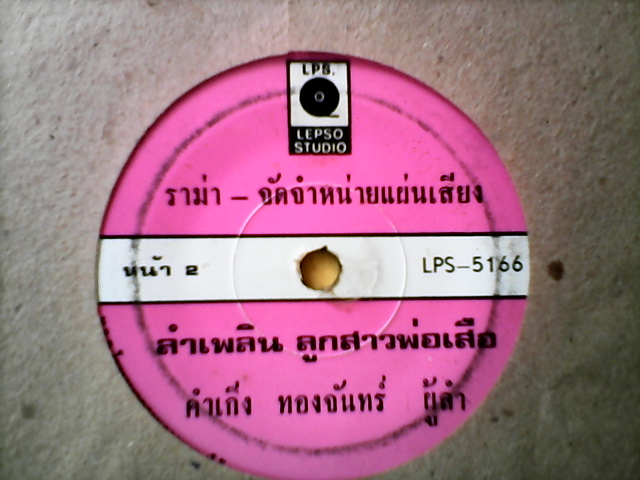 LPS.
LEPSO
STUDIO
ราม่า – จัดจำหน่ายแผ่นเสียง
หน้า 2
LPS-5166
ลำเพลิน ลูกสาวพ่อเสือ
คำเกิ่ง ทองจันทร์ ผู้ลำ